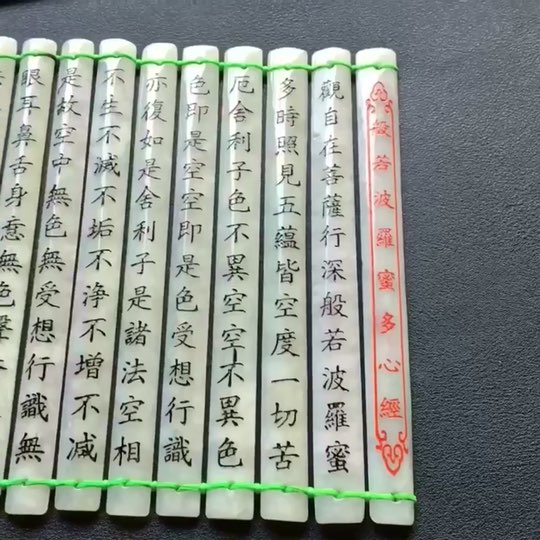 般若波羅蜜多心經
觀自在菩薩行深般若波羅蜜
多時照見五蘊皆空度一切苦
厄舍利子色不異空空不異色
色即是空空即是色受想行識
亦復如是舍利子是諸法空相
不生不滅不垢不淨不增不减
是故空中無色無受想行識無
眼耳鼻舌身意無色聲